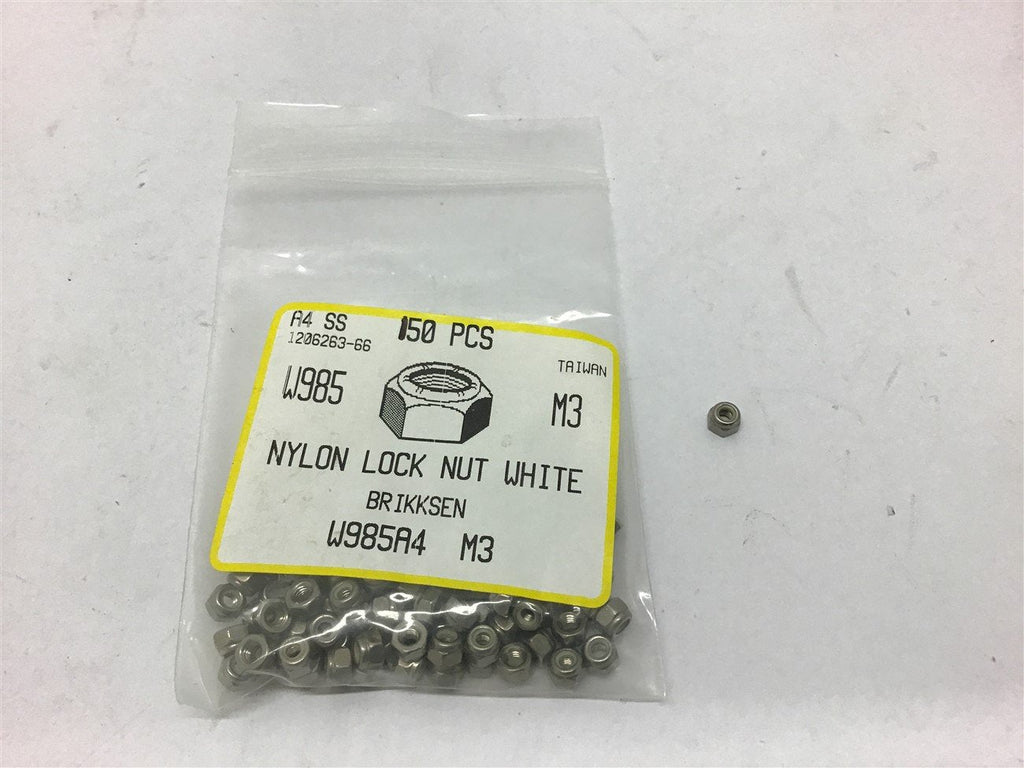 A4 SS 150 PCS
1206263-66
TAIWAN
W985 M3
NYLON LOCK NUT WHITE
BRIKKSEN
W985A4 M3